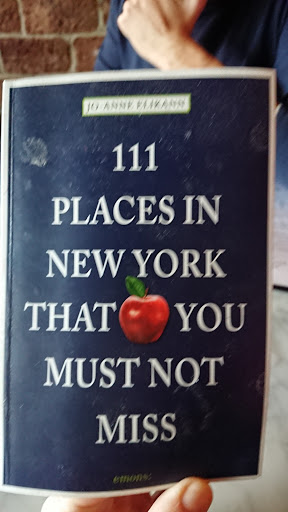 JO-ANNE ELIKANN
111
PLACES IN
NEW YORK
THAT YOU
MUST NOT
MISS
emons: